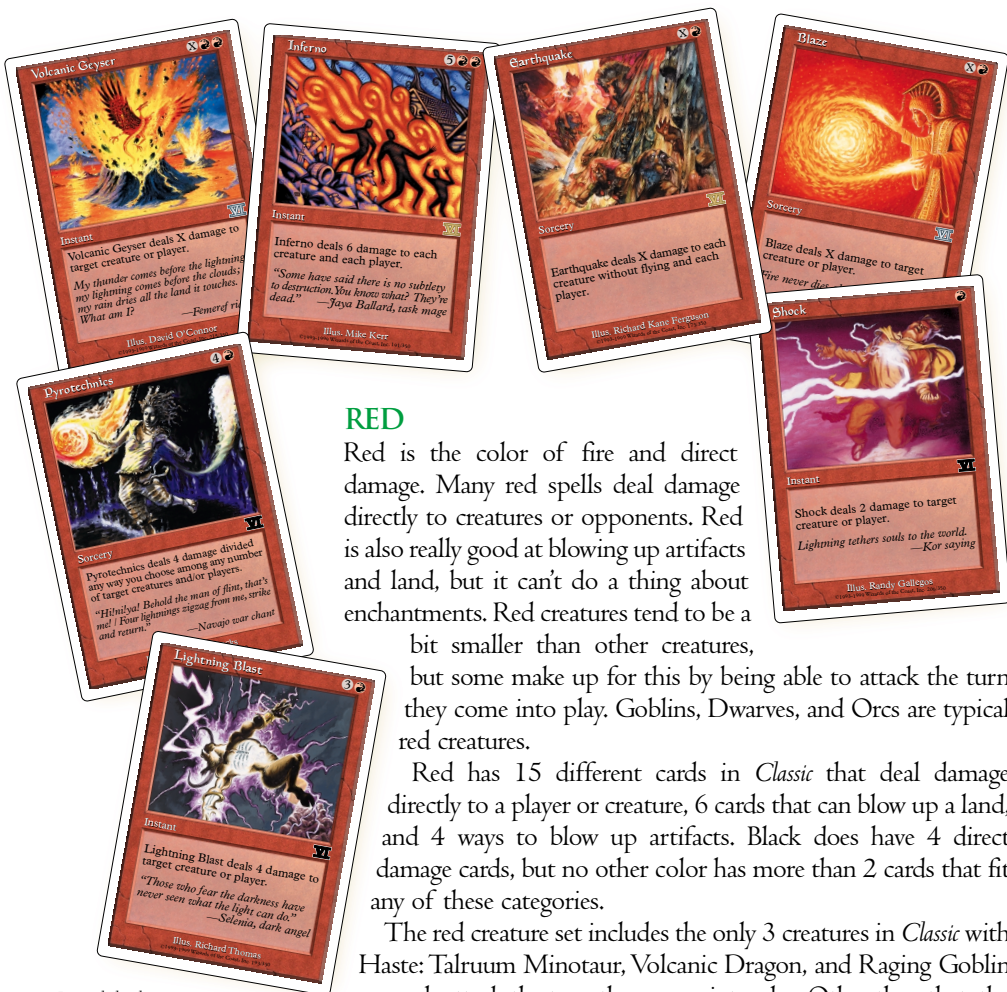 Volcanic Geyser
X
Instant
Volcanic Geyser deals X damage to
target creature or player.
My thunder comes before the lightning;
my lightning comes before the clouds;
my rain dries all the land it touches.
What am I?
—Femeref
Illus. David O'Connor
Inferno
5
Instant
Inferno deals 6 damage to each
creature and each player.
"Some have said there is no subtlety
to destruction. You know what? They're
dead." —Jaya Ballard, task mage
Illus. Mike Kerr
Earthquake
X
Sorcery
Earthquake deals X damage to each
creature without flying and each
player.
Illus. Richard Kane Ferguson
Blaze
X
Sorcery
Blaze deals X damage to target
creature or player.
Fire never dies
Pyrotechnics
4
Sorcery
Pyrotechnics deals 4 damage divided
any way you choose among any number
of target creatures and/or players.
"Hi!ni!ya! Behold the man of flint, that's
me! / Four lightnings zigzag from me, strike
and return." —Navajo war chant
Shock
Instant
Shock deals 2 damage to target
creature or player.
Lightning tethers souls to the world.
—Kor saying
Illus. Randy Gallegos
Lightning Blast
3
Instant
Lightning Blast deals 4 damage to
target creature or player.
"Those who fear the darkness have
never seen what the light can do."
—Selenia, dark angel
Illus. Richard Thomas
RED
Red is the color of fire and direct
damage. Many red spells deal damage
directly to creatures or opponents. Red
is also really good at blowing up artifacts
and land, but it can't do a thing about
enchantments. Red creatures tend to be a
bit smaller than other creatures,
but some make up for this by being able to attack the turn
they come into play. Goblins, Dwarves, and Orcs are typical
red creatures.
Red has 15 different cards in Classic that deal damage
directly to a player or creature, 6 cards that can blow up a land,
and 4 ways to blow up artifacts. Black does have 4 direct
damage cards, but no other color has more than 2 cards that fit
any of these categories.
The red creature set includes the only 3 creatures in Classic with
Haste: Talruum Minotaur, Volcanic Dragon, and Raging Goblin